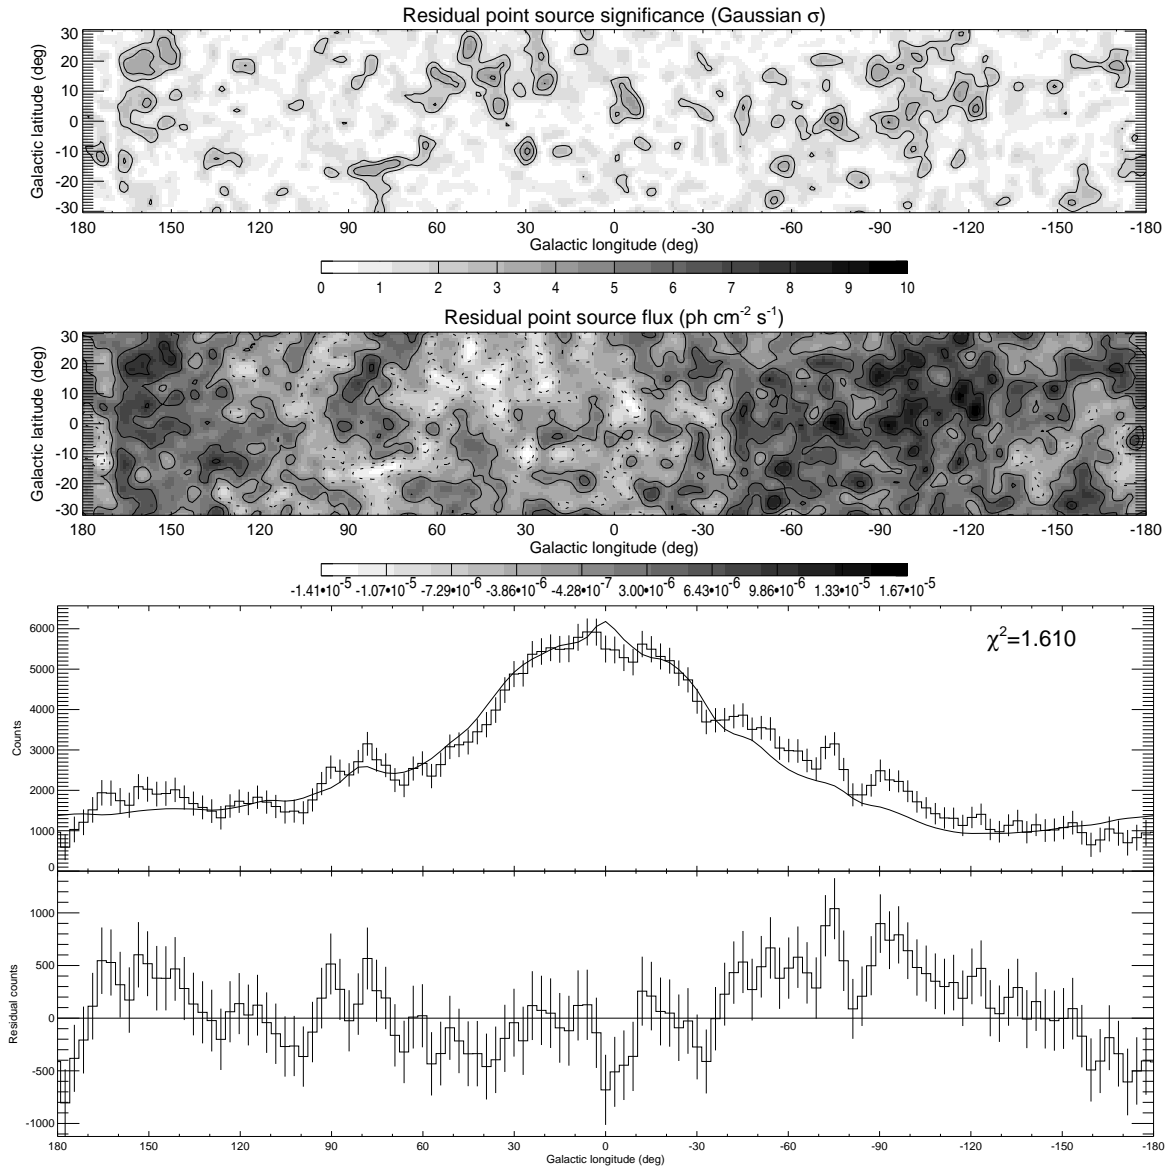 Residual point source significance (Gaussian σ)
Galactic latitude (deg)
30
20
10
0
-10
-20
-30
180 150 120 90 60 30 0 -30 -60 -90 -120 -150 -180
Galactic longitude (deg)
0 1 2 3 4 5 6 7 8 9 10
Residual point source flux (ph cm⁻² s⁻¹)
Galactic latitude (deg)
30
20
10
0
-10
-20
-30
180 150 120 90 60 30 0 -30 -60 -90 -120 -150 -180
Galactic longitude (deg)
-1.41•10⁻⁵ -1.07•10⁻⁵ -7.29•10⁻⁶ -3.86•10⁻⁶ -4.28•10⁻⁷ 3.00•10⁻⁶ 6.43•10⁻⁶ 9.86•10⁻⁶ 1.33•10⁻⁵ 1.67•10⁻⁵
χ²=1.610
Counts
6000
5000
4000
3000
2000
1000
0
Residual counts
1000
500
0
-500
-1000
180 150 120 90 60 30 0 -30 -60 -90 -120 -150 -180
Galactic longitude (deg)